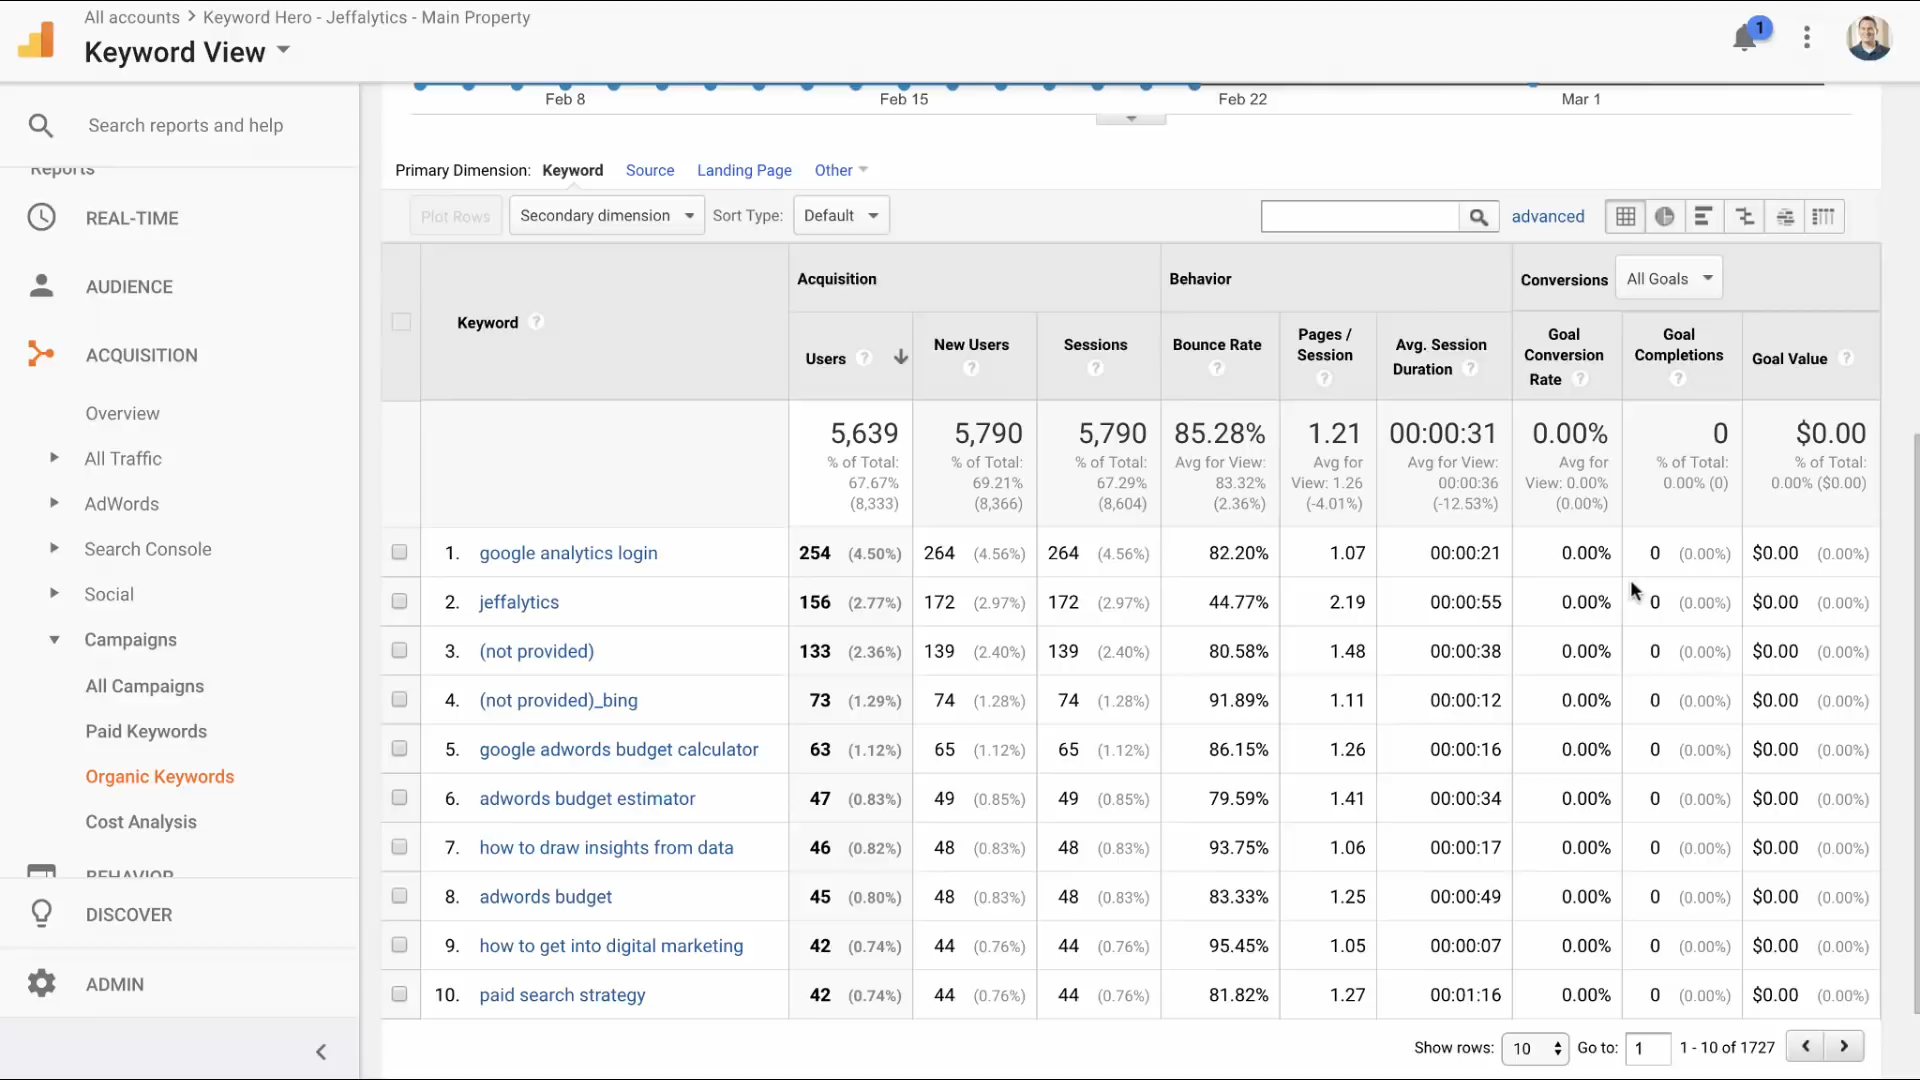 All accounts > Keyword Hero - Jeffalytics - Main Property
Keyword View
1
Search reports and help
Reports
REAL-TIME
AUDIENCE
ACQUISITION
Overview
All Traffic
AdWords
Search Console
Social
Campaigns
All Campaigns
Paid Keywords
Organic Keywords
Cost Analysis
BEHAVIOR
DISCOVER
ADMIN
Feb 8 Feb 15 Feb 22 Mar 1
Primary Dimension: Keyword Source Landing Page Other
Plot Rows Secondary dimension Sort Type: Default advanced
Acquisition Behavior Conversions All Goals
Keyword ? Users ? New Users ? Sessions ? Bounce Rate ? Pages / Session ? Avg. Session Duration ? Goal Conversion Rate ? Goal Completions ? Goal Value ?
5,639 5,790 5,790 85.28% 1.21 00:00:31 0.00% 0 $0.00
% of Total: % of Total: % of Total: Avg for View: Avg for Avg for View: Avg for % of Total: % of Total:
67.67% 69.21% 67.29% 83.32% View: 1.26 00:00:36 View: 0.00% 0.00% (0) 0.00% ($0.00)
(8,333) (8,366) (8,604) (2.36%) (-4.01%) (-12.53%) (0.00%)
1. google analytics login 254 (4.50%) 264 (4.56%) 264 (4.56%) 82.20% 1.07 00:00:21 0.00% 0 (0.00%) $0.00 (0.00%)
2. jeffalytics 156 (2.77%) 172 (2.97%) 172 (2.97%) 44.77% 2.19 00:00:55 0.00% 0 (0.00%) $0.00 (0.00%)
3. (not provided) 133 (2.36%) 139 (2.40%) 139 (2.40%) 80.58% 1.48 00:00:38 0.00% 0 (0.00%) $0.00 (0.00%)
4. (not provided)_bing 73 (1.29%) 74 (1.28%) 74 (1.28%) 91.89% 1.11 00:00:12 0.00% 0 (0.00%) $0.00 (0.00%)
5. google adwords budget calculator 63 (1.12%) 65 (1.12%) 65 (1.12%) 86.15% 1.26 00:00:16 0.00% 0 (0.00%) $0.00 (0.00%)
6. adwords budget estimator 47 (0.83%) 49 (0.85%) 49 (0.85%) 79.59% 1.41 00:00:34 0.00% 0 (0.00%) $0.00 (0.00%)
7. how to draw insights from data 46 (0.82%) 48 (0.83%) 48 (0.83%) 93.75% 1.06 00:00:17 0.00% 0 (0.00%) $0.00 (0.00%)
8. adwords budget 45 (0.80%) 48 (0.83%) 48 (0.83%) 83.33% 1.25 00:00:49 0.00% 0 (0.00%) $0.00 (0.00%)
9. how to get into digital marketing 42 (0.74%) 44 (0.76%) 44 (0.76%) 95.45% 1.05 00:00:07 0.00% 0 (0.00%) $0.00 (0.00%)
10. paid search strategy 42 (0.74%) 44 (0.76%) 44 (0.76%) 81.82% 1.27 00:01:16 0.00% 0 (0.00%) $0.00 (0.00%)
Show rows: 10 Go to: 1 1 - 10 of 1727